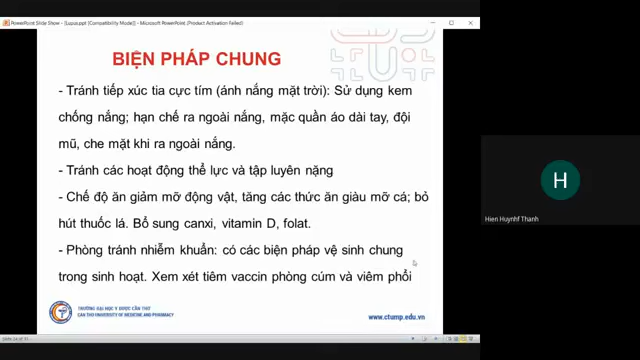 PowerPoint Slide Show - [Lupus.ppt [Compatibility Mode]] - Microsoft PowerPoint (Product Activation Failed)
BIỆN PHÁP CHUNG
- Tránh tiếp xúc tia cực tím (ánh nắng mặt trời): Sử dụng kem
chống nắng; hạn chế ra ngoài nắng, mặc quần áo dài tay, đội
mũ, che mặt khi ra ngoài nắng.
- Tránh các hoạt động thể lực và tập luyên nặng
- Chế độ ăn giảm mỡ động vật, tăng các thức ăn giàu mỡ cá; bỏ
hút thuốc lá. Bổ sung canxi, vitamin D, folat.
- Phòng tránh nhiễm khuẩn: có các biện pháp vệ sinh chung
trong sinh hoạt. Xem xét tiêm vaccin phòng cúm và viêm phổi
TRƯỜNG ĐẠI HỌC Y DƯỢC CẦN THƠ
CAN THO UNIVERSITY OF MEDICINE AND PHARMACY
www.ctump.edu.vn
H
Hien Huynhf Thanh